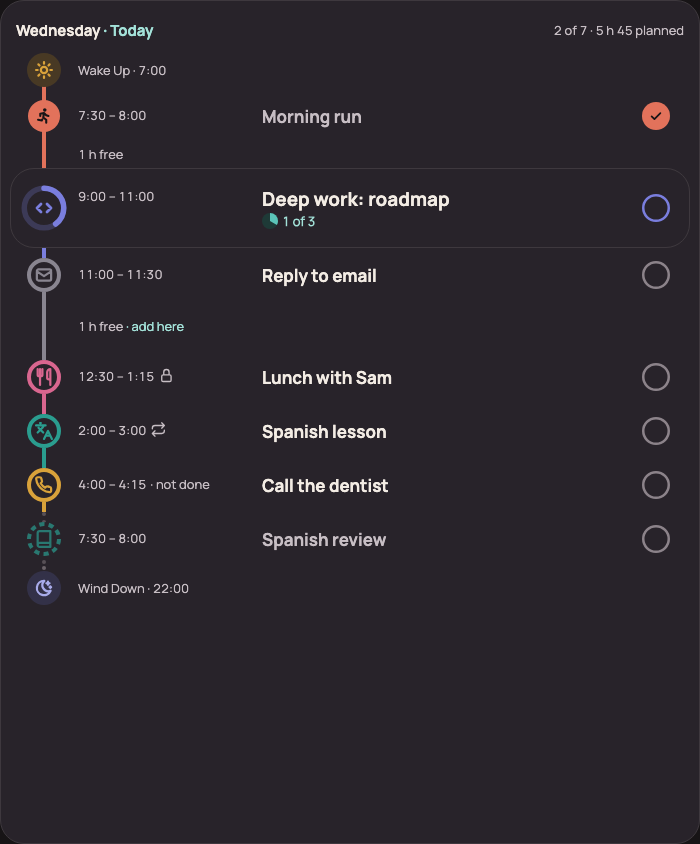 Wednesday · Today
2 of 7 · 5 h 45 planned
Wake Up · 7:00
7:30 – 8:00
Morning run
1 h free
9:00 – 11:00
Deep work: roadmap
1 of 3
11:00 – 11:30
Reply to email
1 h free · add here
12:30 – 1:15
Lunch with Sam
2:00 – 3:00
Spanish lesson
4:00 – 4:15 · not done
Call the dentist
7:30 – 8:00
Spanish review
Wind Down · 22:00